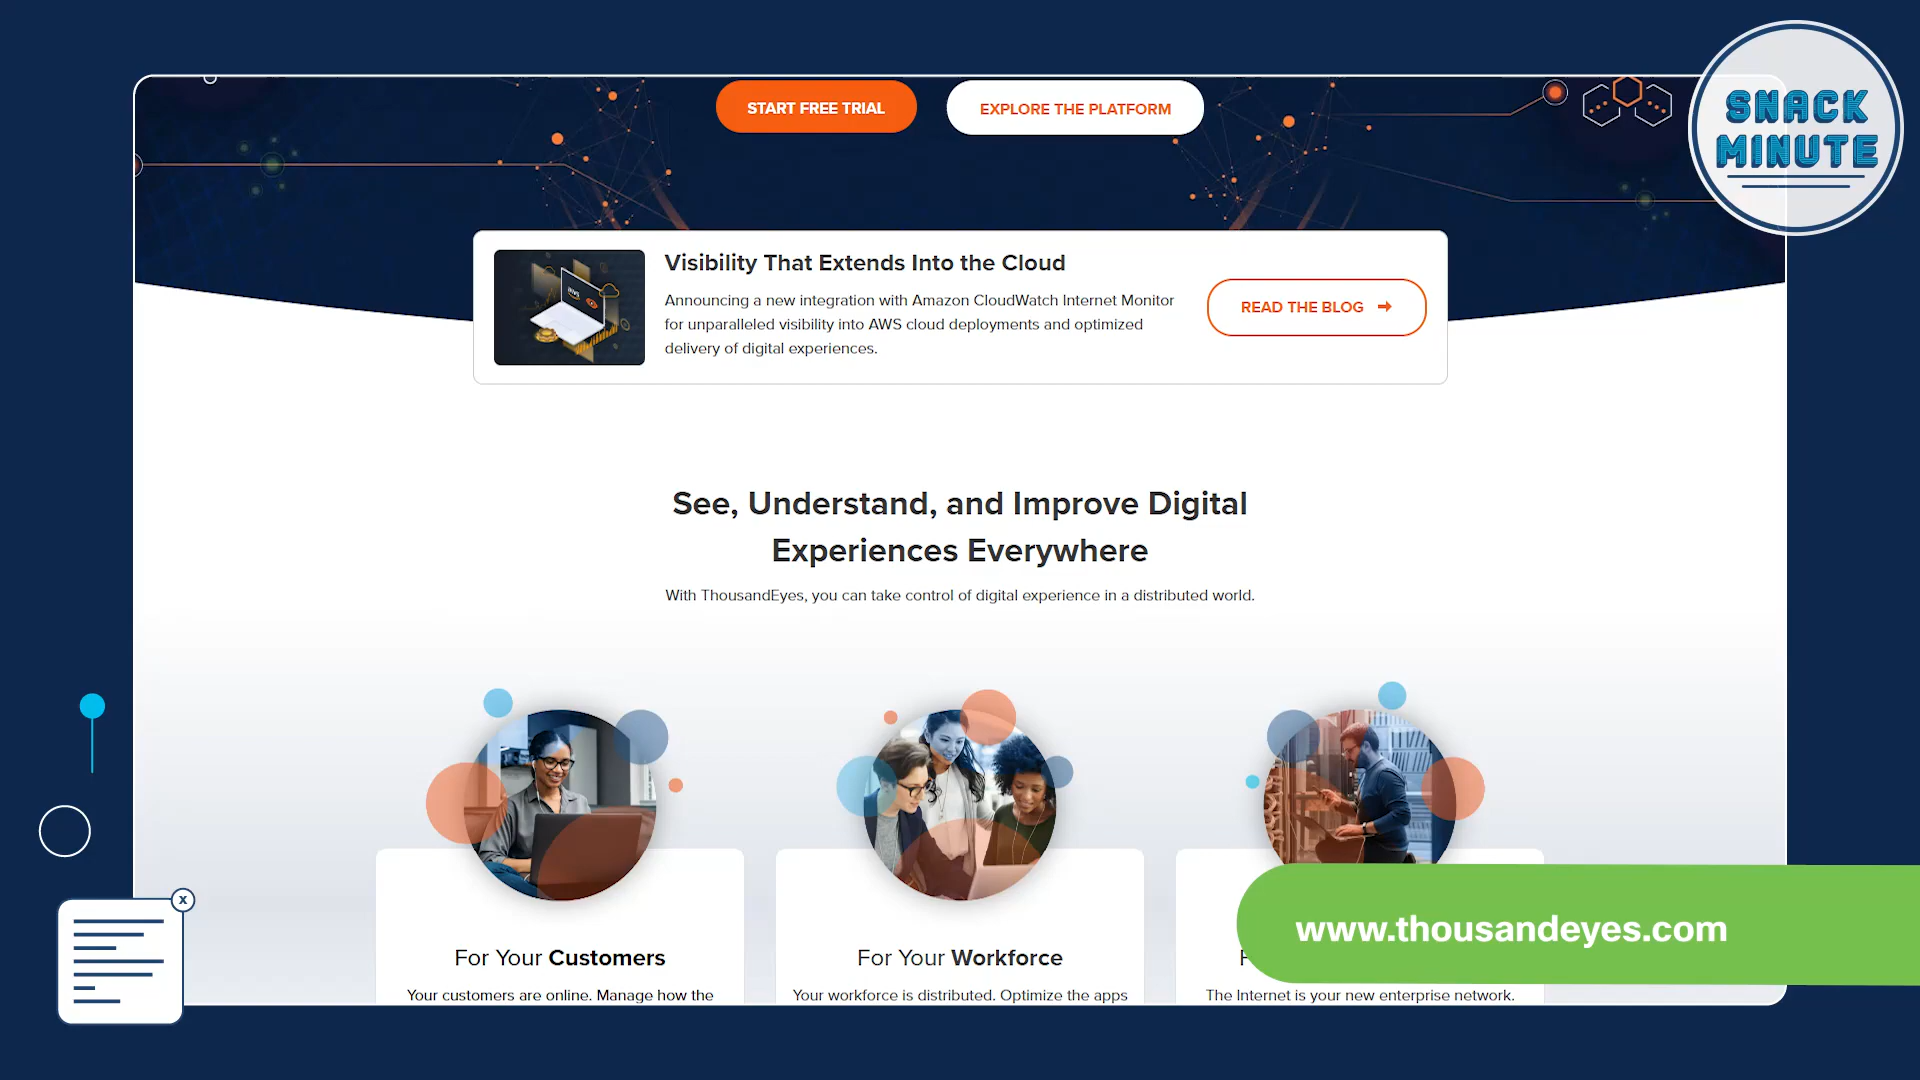 START FREE TRIAL
EXPLORE THE PLATFORM
SNACK
MINUTE
Visibility That Extends Into the Cloud
Announcing a new integration with Amazon CloudWatch Internet Monitor
for unparalleled visibility into AWS cloud deployments and optimized
delivery of digital experiences.
READ THE BLOG
See, Understand, and Improve Digital
Experiences Everywhere
With ThousandEyes, you can take control of digital experience in a distributed world.
For Your Customers
Your customers are online. Manage how the
For Your Workforce
Your workforce is distributed. Optimize the apps
www.thousandeyes.com
The Internet is your new enterprise network.
x